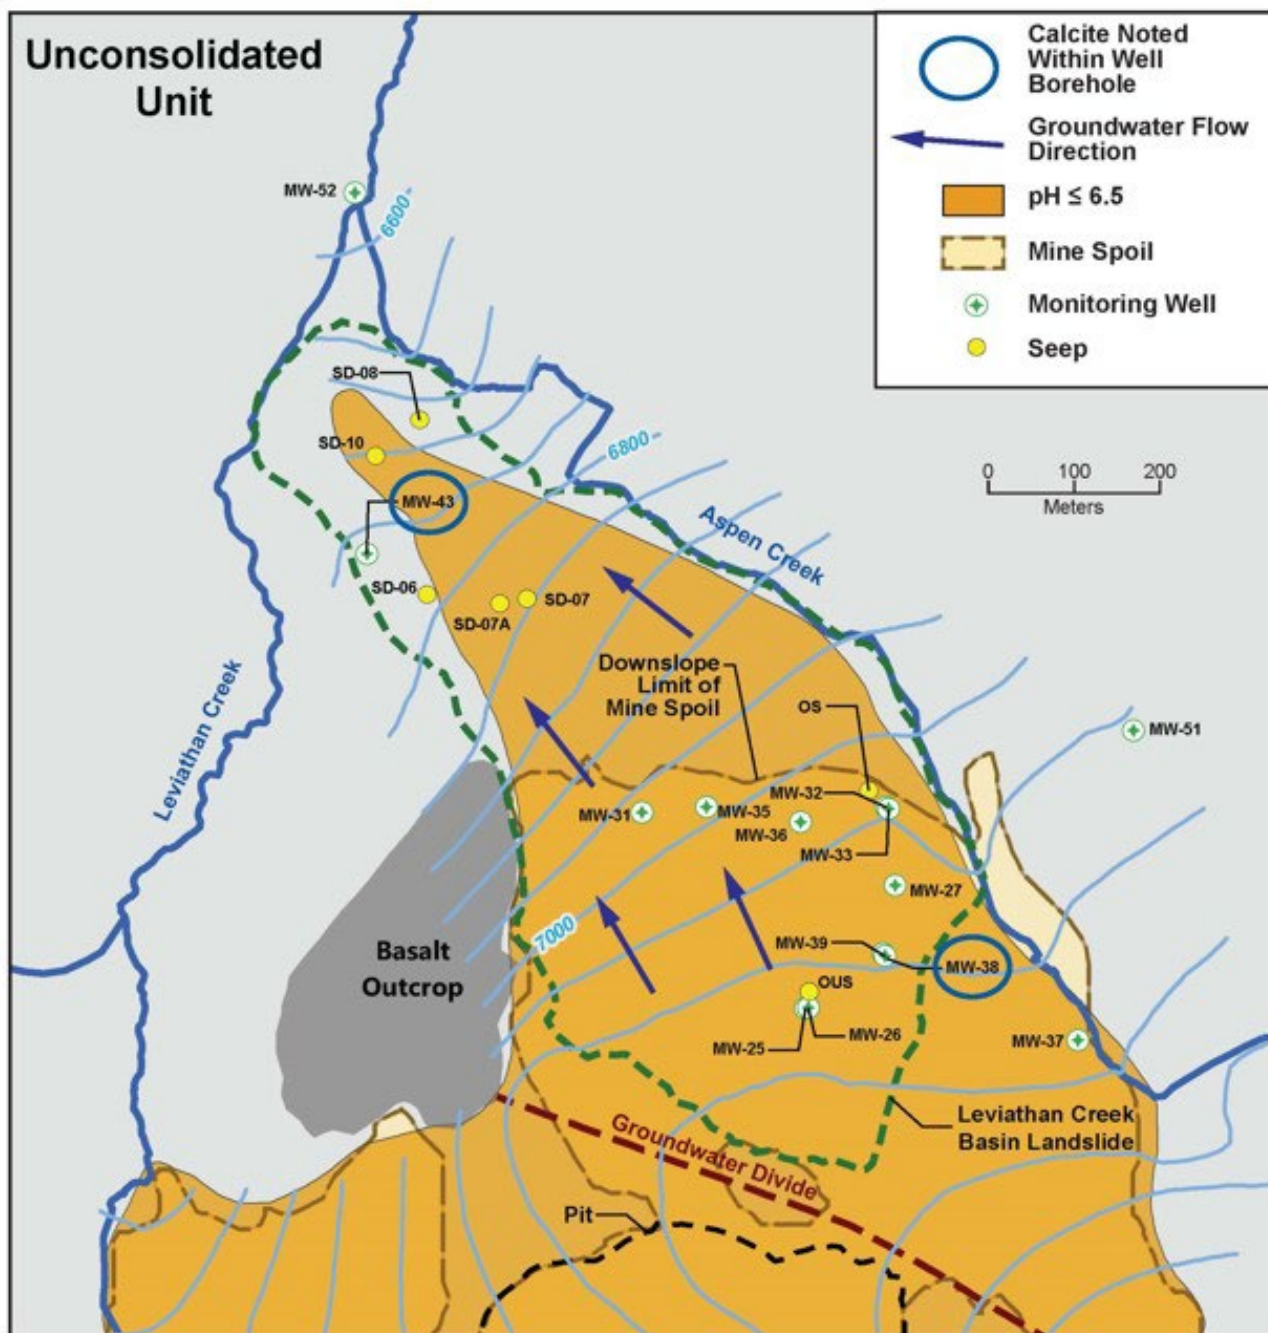 Unconsolidated
Unit
Calcite Noted
Within Well
Borehole
Groundwater Flow
Direction
pH ≤ 6.5
Mine Spoil
Monitoring Well
Seep
MW-52
6600
SD-08
SD-10
6800
0 100 200
Meters
MW-43
Aspen Creek
SD-06
SD-07
SD-07A
Downslope
Limit of
Mine Spoil
OS
MW-51
Leviathan Creek
MW-32
MW-35
MW-31
MW-36
MW-33
MW-27
7000
MW-39
MW-38
Basalt
Outcrop
OUS
MW-26
MW-25
MW-37
Leviathan Creek
Basin Landslide
Groundwater Divide
Pit